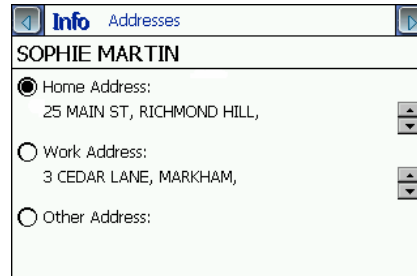 Info Addresses
SOPHIE MARTIN
Home Address:
25 MAIN ST, RICHMOND HILL,
Work Address:
3 CEDAR LANE, MARKHAM,
Other Address: